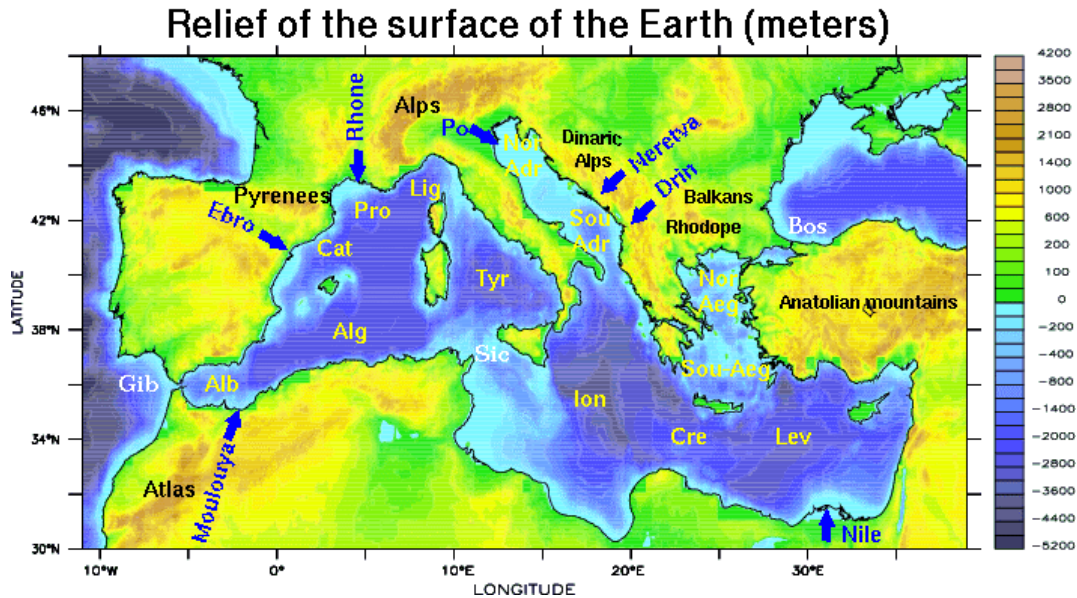 Relief of the surface of the Earth (meters)
46°N
42°N
38°N
34°N
30°N
LATITUDE
10°W
0°
10°E
20°E
30°E
LONGITUDE
Rhone
Alps
Po
Nor
Adr
Dinaric
Alps
Neretva
Drin
Pyrenees
Lig
Ebro
Pro
Cat
Sou
Adr
Balkans
Rhodope
Bos
Tyr
Nor
Aeg
Anatolian mountains
Alg
Sic
Gib
Alb
Sou-Aeg
Ion
Cre
Lev
Atlas
Moulouya
Nile
4200
3500
2800
2100
1400
1000
600
200
100
0
-200
-400
-800
-1400
-2000
-2800
-3600
-4400
-5200